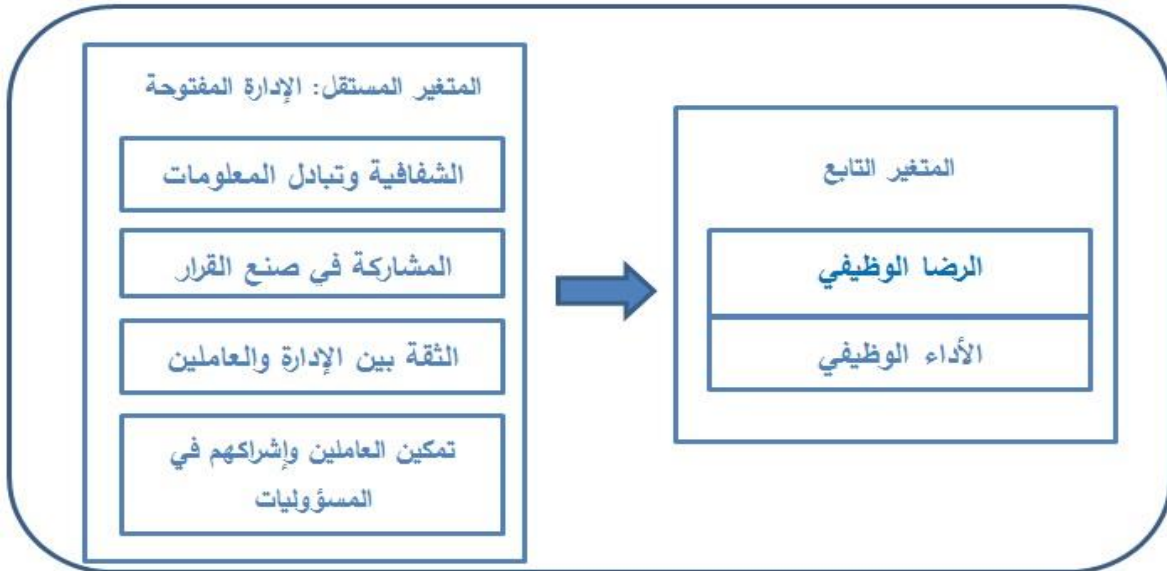 المتغير المستقل: الإدارة المفتوحة
الشفافية وتبادل المعلومات
المشاركة في صنع القرار
الثقة بين الإدارة والعاملين
تمكين العاملين وإشراكهم في
المسؤوليات
المتغير التابع
الرضا الوظيفي
الأداء الوظيفي